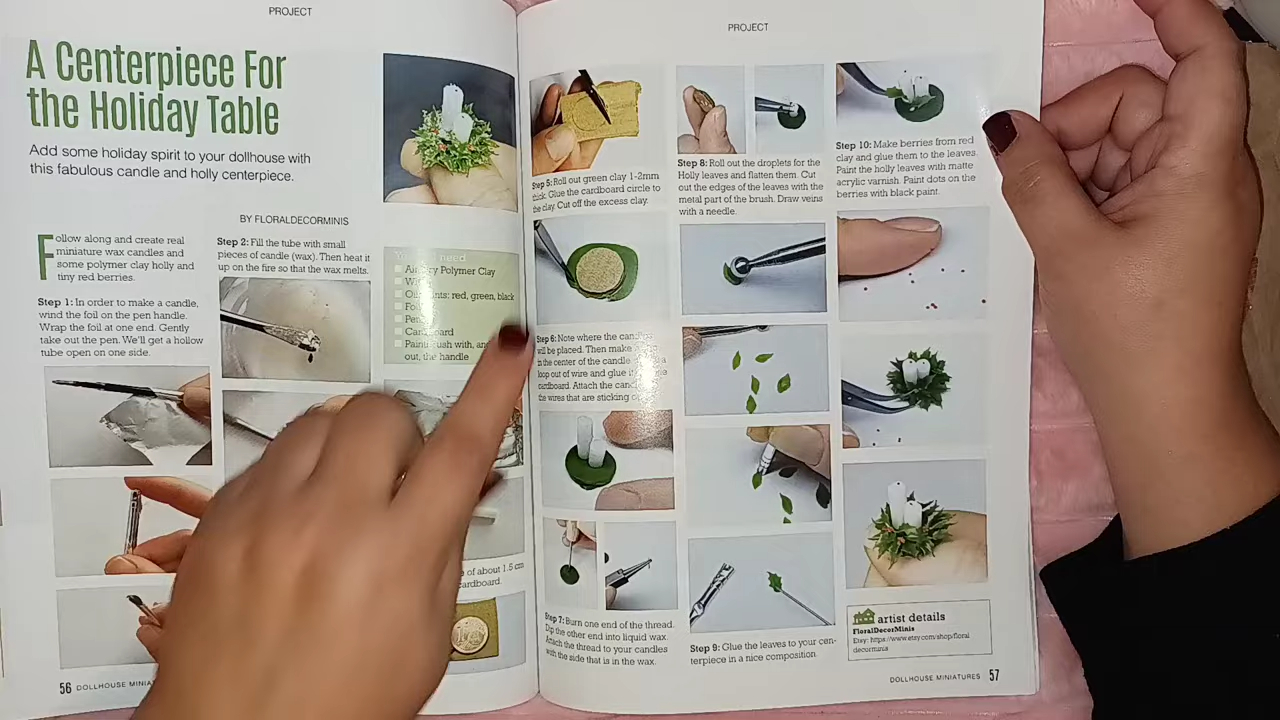 PROJECT
A Centerpiece For
the Holiday Table
Add some holiday spirit to your dollhouse with
this fabulous candle and holly centerpiece.
BY FLORALDECORMINIS
Follow along and create real
miniature wax candles and
some polymer clay holly and
tiny red berries.
Step 1: In order to make a candle,
wind the foil on the pen handle.
Wrap the foil at one end. Gently
take out the pen. We'll get a hollow
tube open on one side.
Step 2: Fill the tube with small
pieces of candle (wax). Then heat it
up on the fire so that the wax melts.
need
Polymer Clay
red, green, black
and
out, the handle
of about 1.5 cm
cardboard.
56 DOLLHOUSE
PROJECT
Step 5: Roll out green clay 1-2mm
thick. Glue the cardboard circle to
the clay. Cut off the excess clay.
Step 6: Note where the
will be placed. Then make
in the center of the candle
loop out of wire and glue
cardboard. Attach the
the wires that are sticking
Step 7: Burn one end of the thread.
Dip the other end into liquid wax.
Attach the thread to your candles
with the side that is in the wax.
Step 8: Roll out the droplets for the
Holly leaves and flatten them. Cut
out the edges of the leaves with the
metal part of the brush. Draw veins
with a needle.
Step 9: Glue the leaves to your cen-
terpiece in a nice composition.
Step 10: Make berries from red
clay and glue them to the leaves.
Paint the holly leaves with matte
acrylic varnish. Paint dots on the
berries with black paint.
artist details
FloralDecorMinis
Etsy: https://www.etsy.com/shop/floral
decorminis
DOLLHOUSE MINIATURES 57